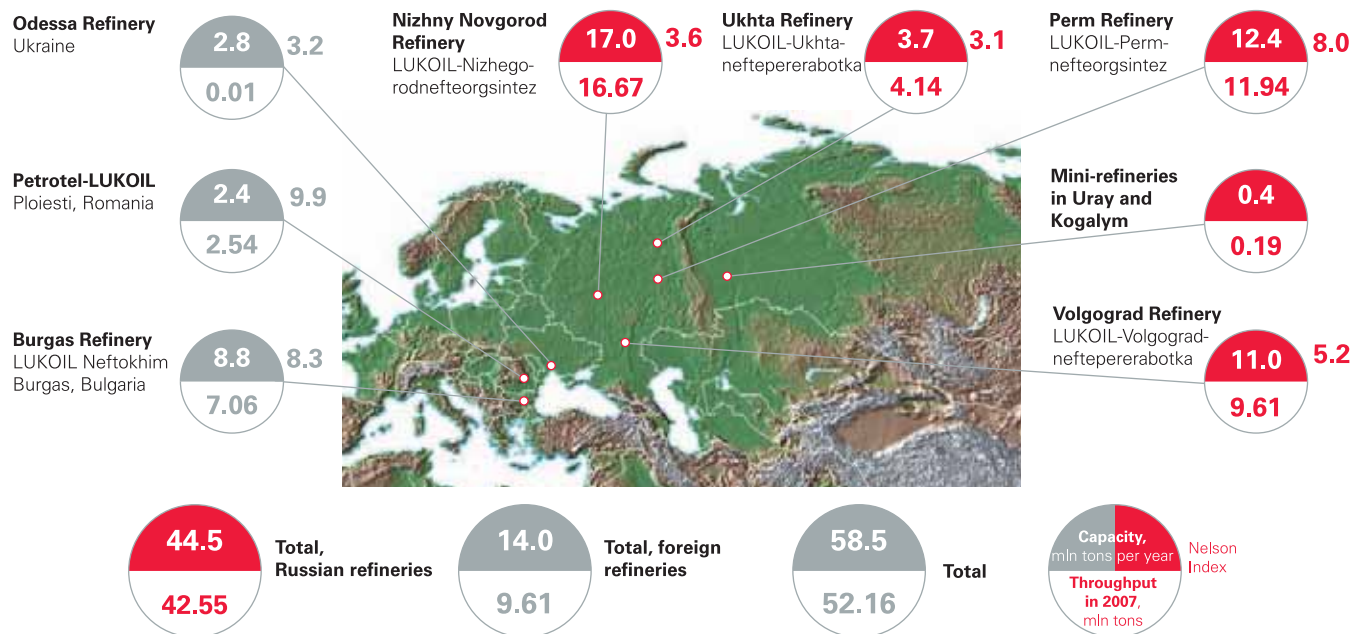 Odessa Refinery
Ukraine
2.8
3.2
0.01
Nizhny Novgorod
Refinery
LUKOIL-Nizhego-
rodnefteorgsintez
17.0
3.6
16.67
Ukhta Refinery
LUKOIL-Ukhta-
neftepererabotka
3.7
3.1
4.14
Perm Refinery
LUKOIL-Perm-
nefteorgsintez
12.4
8.0
11.94
Petrotel-LUKOIL
Ploiesti, Romania
2.4
9.9
2.54
Mini-refineries
in Uray and
Kogalym
0.4
0.19
Burgas Refinery
LUKOIL Neftokhim
Burgas, Bulgaria
8.8
8.3
7.06
Volgograd Refinery
LUKOIL-Volgograd-
neftepererabotka
11.0
5.2
9.61
44.5
42.55
Total,
Russian refineries
14.0
9.61
Total, foreign
refineries
58.5
52.16
Total
Capacity,
mln tons per year
Throughput
in 2007,
mln tons
Nelson
Index